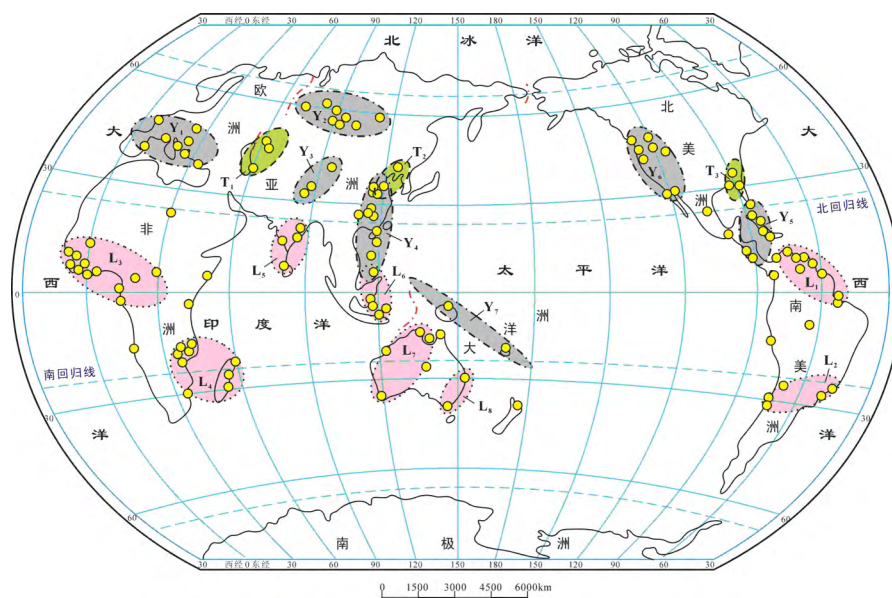 30 西经 0 东经 30 60 90 120 150 180 150 120 90 60 30
北 冰 洋
60 60
欧 洲
北 美 洲
大 西 洋
大 西 洋
Y₁
Y₂
Y₃
T₁
T₂
亚 洲
Y₆
T₃
30 30
北回归线
非 洲
Y₄
Y₅
L₃
L₅
L₆
太 平 洋
L₁
0 0
印 度 洋
Y₇
大 洋 洲
南 美 洲
L₄
L₇
L₈
L₂
南回归线
30 30
60 60
南 极 洲
30 西经 0 东经 30 60 90 120 150 180 150 120 90 60 30
0 1500 3000 4500 6000km